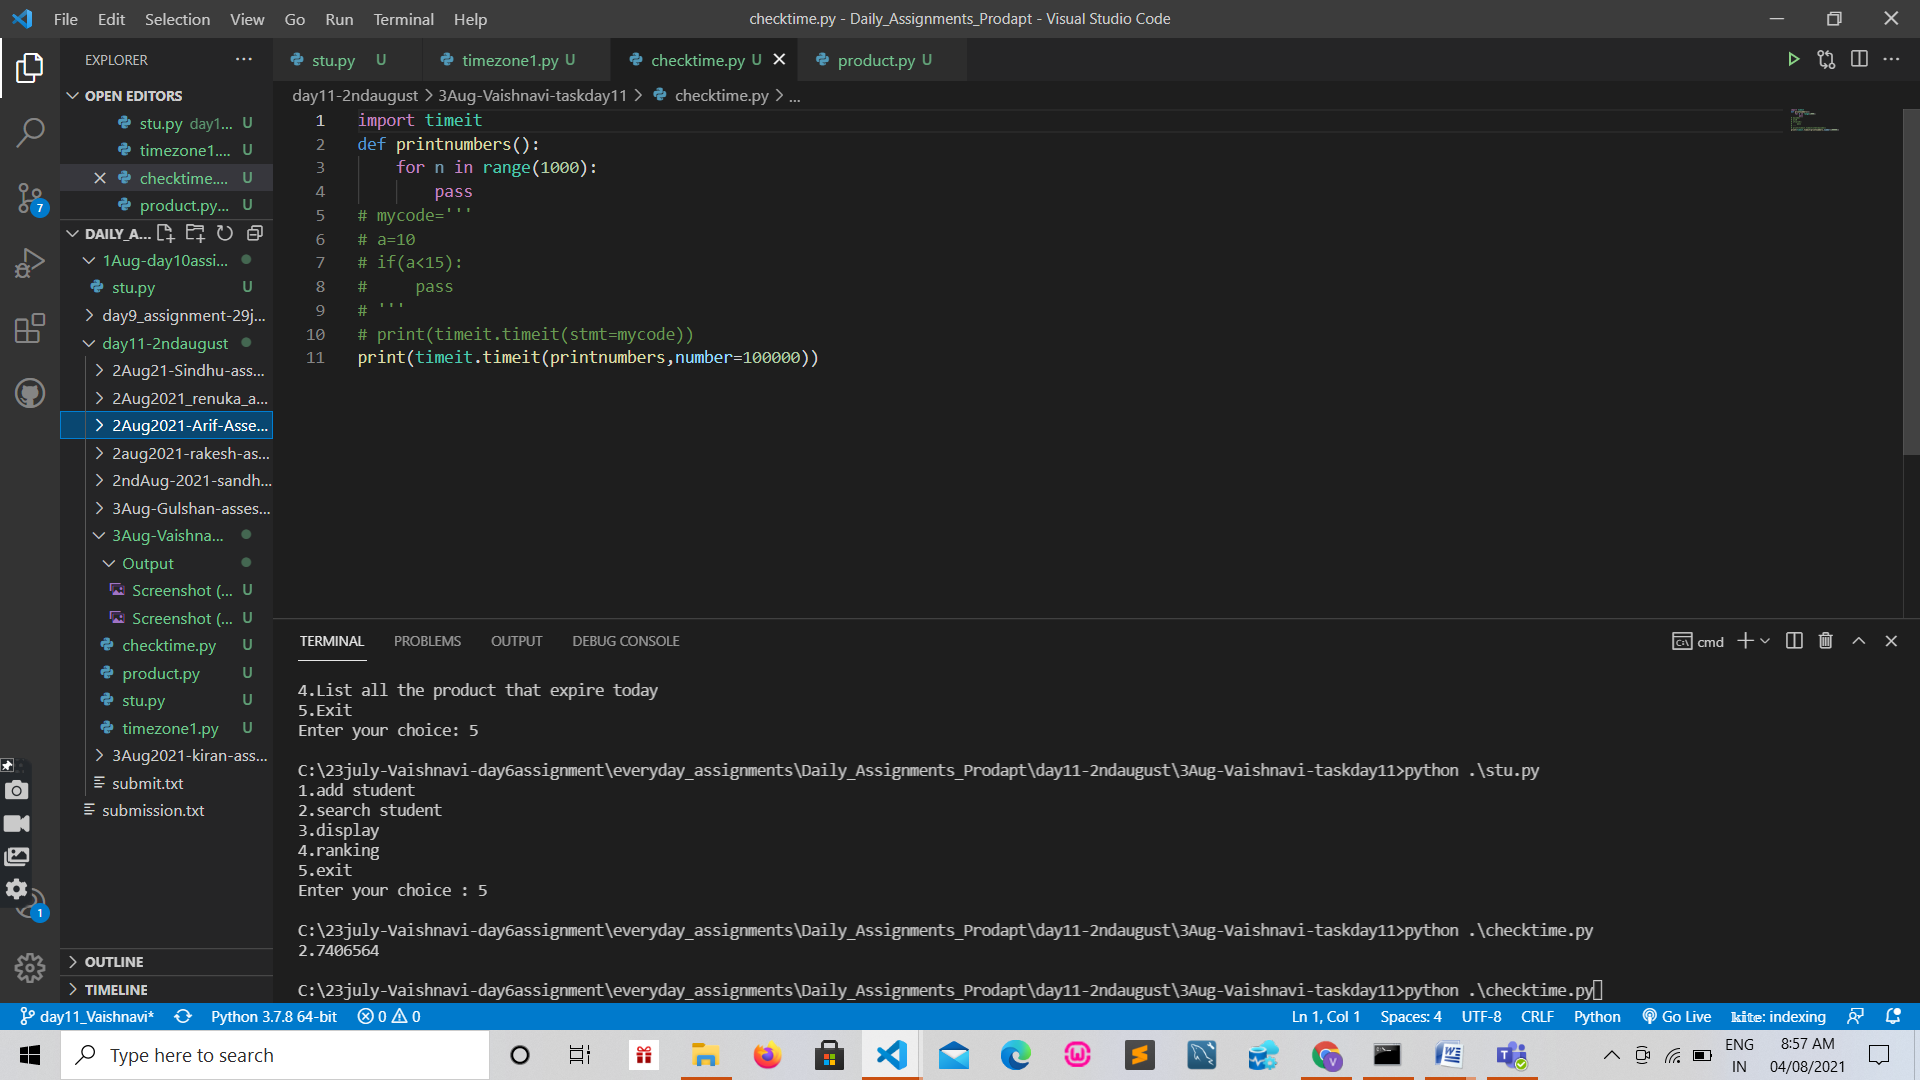 File Edit Selection View Go Run Terminal Help
checktime.py - Daily_Assignments_Prodapt - Visual Studio Code
EXPLORER
stu.py U
timezone1.py U
checktime.py U
product.py U
OPEN EDITORS
stu.py day1... U
timezone1.... U
checktime.... U
product.py... U
DAILY_A...
1Aug-day10assi...
stu.py U
day9_assignment-29j...
day11-2ndaugust
2Aug21-Sindhu-ass...
2Aug2021_renuka_a...
2Aug2021-Arif-Asse...
2aug2021-rakesh-as...
2ndAug-2021-sandh...
3Aug-Gulshan-asses...
3Aug-Vaishna...
Output
Screenshot (... U
Screenshot (... U
checktime.py U
product.py U
stu.py U
timezone1.py U
3Aug2021-kiran-ass...
submit.txt
submission.txt
OUTLINE
TIMELINE
7
1
day11-2ndaugust > 3Aug-Vaishnavi-taskday11 > checktime.py > ...
1 import timeit
2 def printnumbers():
3     for n in range(1000):
4         pass
5 # mycode='''
6 # a=10
7 # if(a<15):
8 #     pass
9 # '''
10 # print(timeit.timeit(stmt=mycode))
11 print(timeit.timeit(printnumbers,number=100000))
TERMINAL PROBLEMS OUTPUT DEBUG CONSOLE
cmd
4.List all the product that expire today
5.Exit
Enter your choice: 5
C:\23july-Vaishnavi-day6assignment\everyday_assignments\Daily_Assignments_Prodapt\day11-2ndaugust\3Aug-Vaishnavi-taskday11>python .\stu.py
1.add student
2.search student
3.display
4.ranking
5.exit
Enter your choice : 5
C:\23july-Vaishnavi-day6assignment\everyday_assignments\Daily_Assignments_Prodapt\day11-2ndaugust\3Aug-Vaishnavi-taskday11>python .\checktime.py
2.7406564
C:\23july-Vaishnavi-day6assignment\everyday_assignments\Daily_Assignments_Prodapt\day11-2ndaugust\3Aug-Vaishnavi-taskday11>python .\checktime.py
day11_Vaishnavi* Python 3.7.8 64-bit 0 0
Ln 1, Col 1 Spaces: 4 UTF-8 CRLF Python Go Live kite: indexing
Type here to search
ENG
IN
8:57 AM
04/08/2021